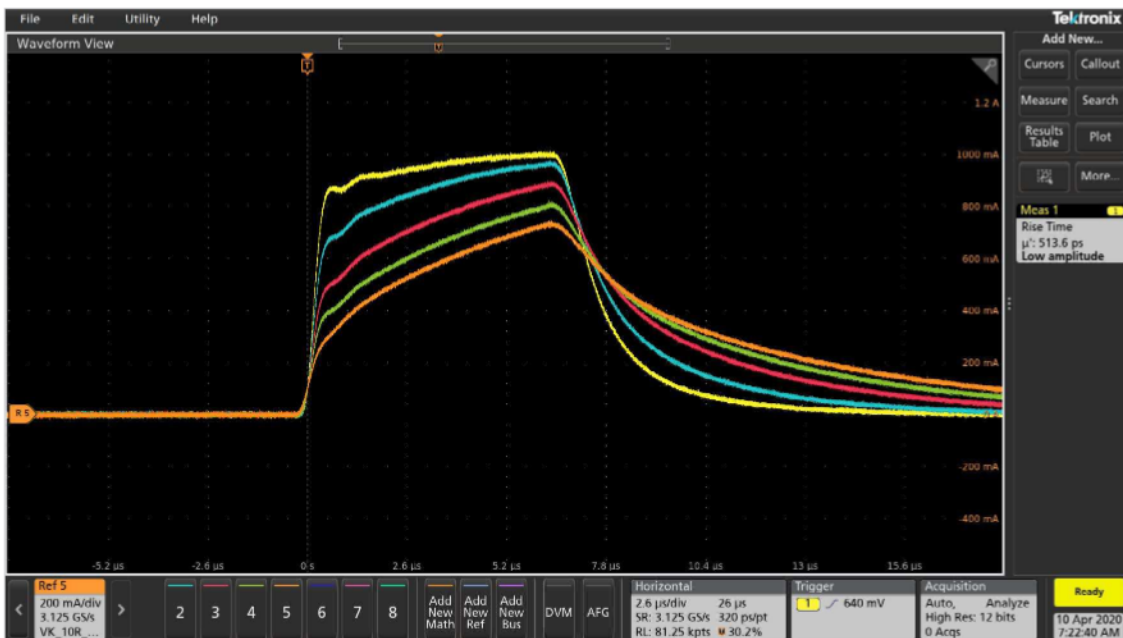 File Edit Utility Help
Tektronix
Waveform View
Add New...
T
T
Cursors Callout
1.2 A
Measure Search
Results Table Plot
1000 mA
More...
800 mA
Meas 1 1
Rise Time
µ': 513.6 ps
Low amplitude
600 mA
400 mA
200 mA
R 5
-200 mA
-400 mA
-5.2 µs -2.6 µs 0 s 2.6 µs 5.2 µs 7.8 µs 10.4 µs 13 µs 15.6 µs
Ref 5
200 mA/div
3.125 GS/s
VK_10R_...
2 3 4 5 6 7 8
Add New Math
Add New Ref
Add New Bus
DVM AFG
Horizontal
2.6 µs/div 26 µs
SR: 3.125 GS/s 320 ps/pt
RL: 81.25 kpts 30.2%
Trigger
1 640 mV
Acquisition
Auto, Analyze
High Res: 12 bits
0 Acqs
Ready
10 Apr 2020
7:22:40 AM